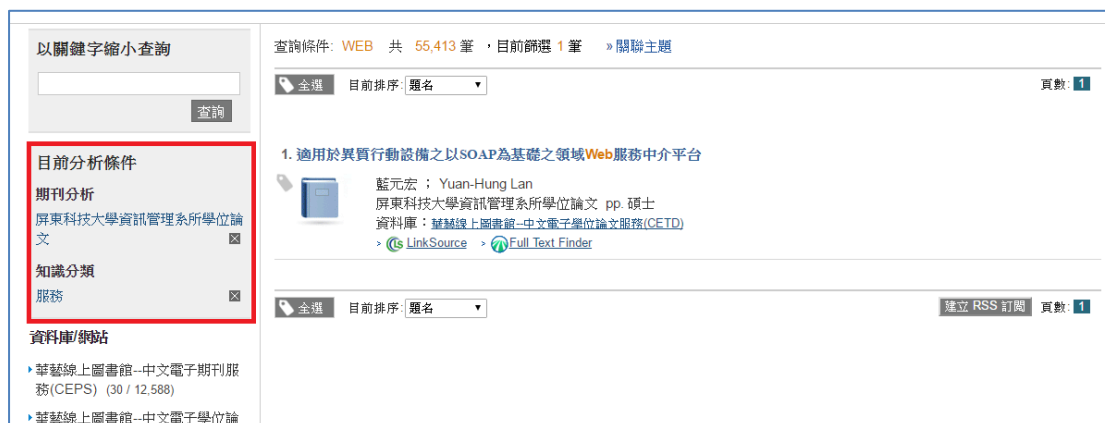 以關鍵字縮小查詢
查詢
目前分析條件
期刊分析
屏東科技大學資訊管理系所學位論
文
知識分類
服務
資料庫/網站
華藝線上圖書館--中文電子期刊服
務(CEPS) (30 / 12,588)
華藝線上圖書館--中文電子學位論
查詢條件: WEB 共 55,413 筆 ，目前篩選 1 筆 »關聯主題
全選 目前排序: 題名 頁數: 1
1. 適用於異質行動設備之以SOAP為基礎之領域Web服務中介平台
藍元宏 ； Yuan-Hung Lan
屏東科技大學資訊管理系所學位論文 pp. 碩士
資料庫：華藝線上圖書館--中文電子學位論文服務(CETD)
LinkSource Full Text Finder
全選 目前排序: 題名 建立 RSS 訂閱 頁數: 1